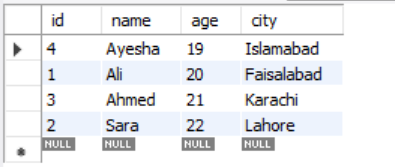 id name age city
4 Ayesha 19 Islamabad
1 Ali 20 Faisalabad
3 Ahmed 21 Karachi
2 Sara 22 Lahore
NULL NULL NULL NULL